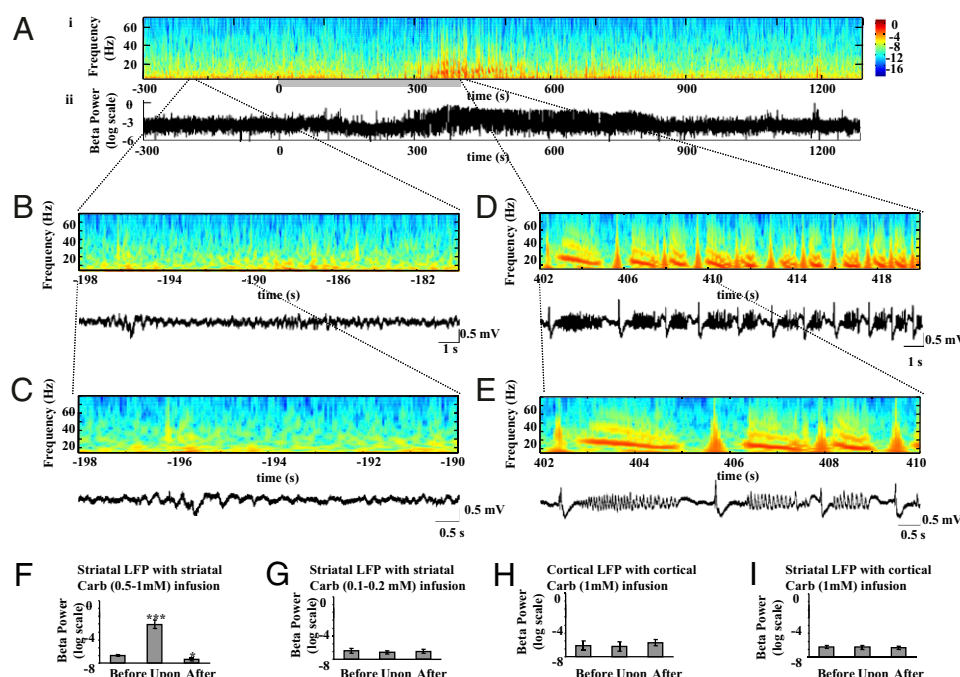 A
i
Frequency (Hz)
60
40
20
-300 0 300 600 900 1200
time (s)
0
-4
-8
-12
-16
ii
Beta Power (log scale)
0
-3
-6
-300 0 300 600 900 1200
time (s)
B
Frequency (Hz)
60
40
20
-198 -194 -190 -186 -182
time (s)
0.5 mV
1 s
D
Frequency (Hz)
60
40
20
402 406 410 414 418
time (s)
0.5 mV
1 s
C
Frequency (Hz)
60
40
20
-198 -196 -194 -192 -190
time (s)
0.5 mV
0.5 s
E
Frequency (Hz)
60
40
20
402 404 406 408 410
time (s)
0.5 mV
0.5 s
F
Striatal LFP with striatal
Carb (0.5-1mM) infusion
Beta Power (log scale)
0
-4
-8
***
*
Before Upon After
G
Striatal LFP with striatal
Carb (0.1-0.2 mM) infusion
Beta Power (log scale)
0
-4
-8
Before Upon After
H
Cortical LFP with cortical
Carb (1mM) infusion
Beta Power (log scale)
0
-4
-8
Before Upon After
I
Striatal LFP with cortical
Carb (1mM) infusion
Beta Power (log scale)
0
-4
-8
Before Upon After